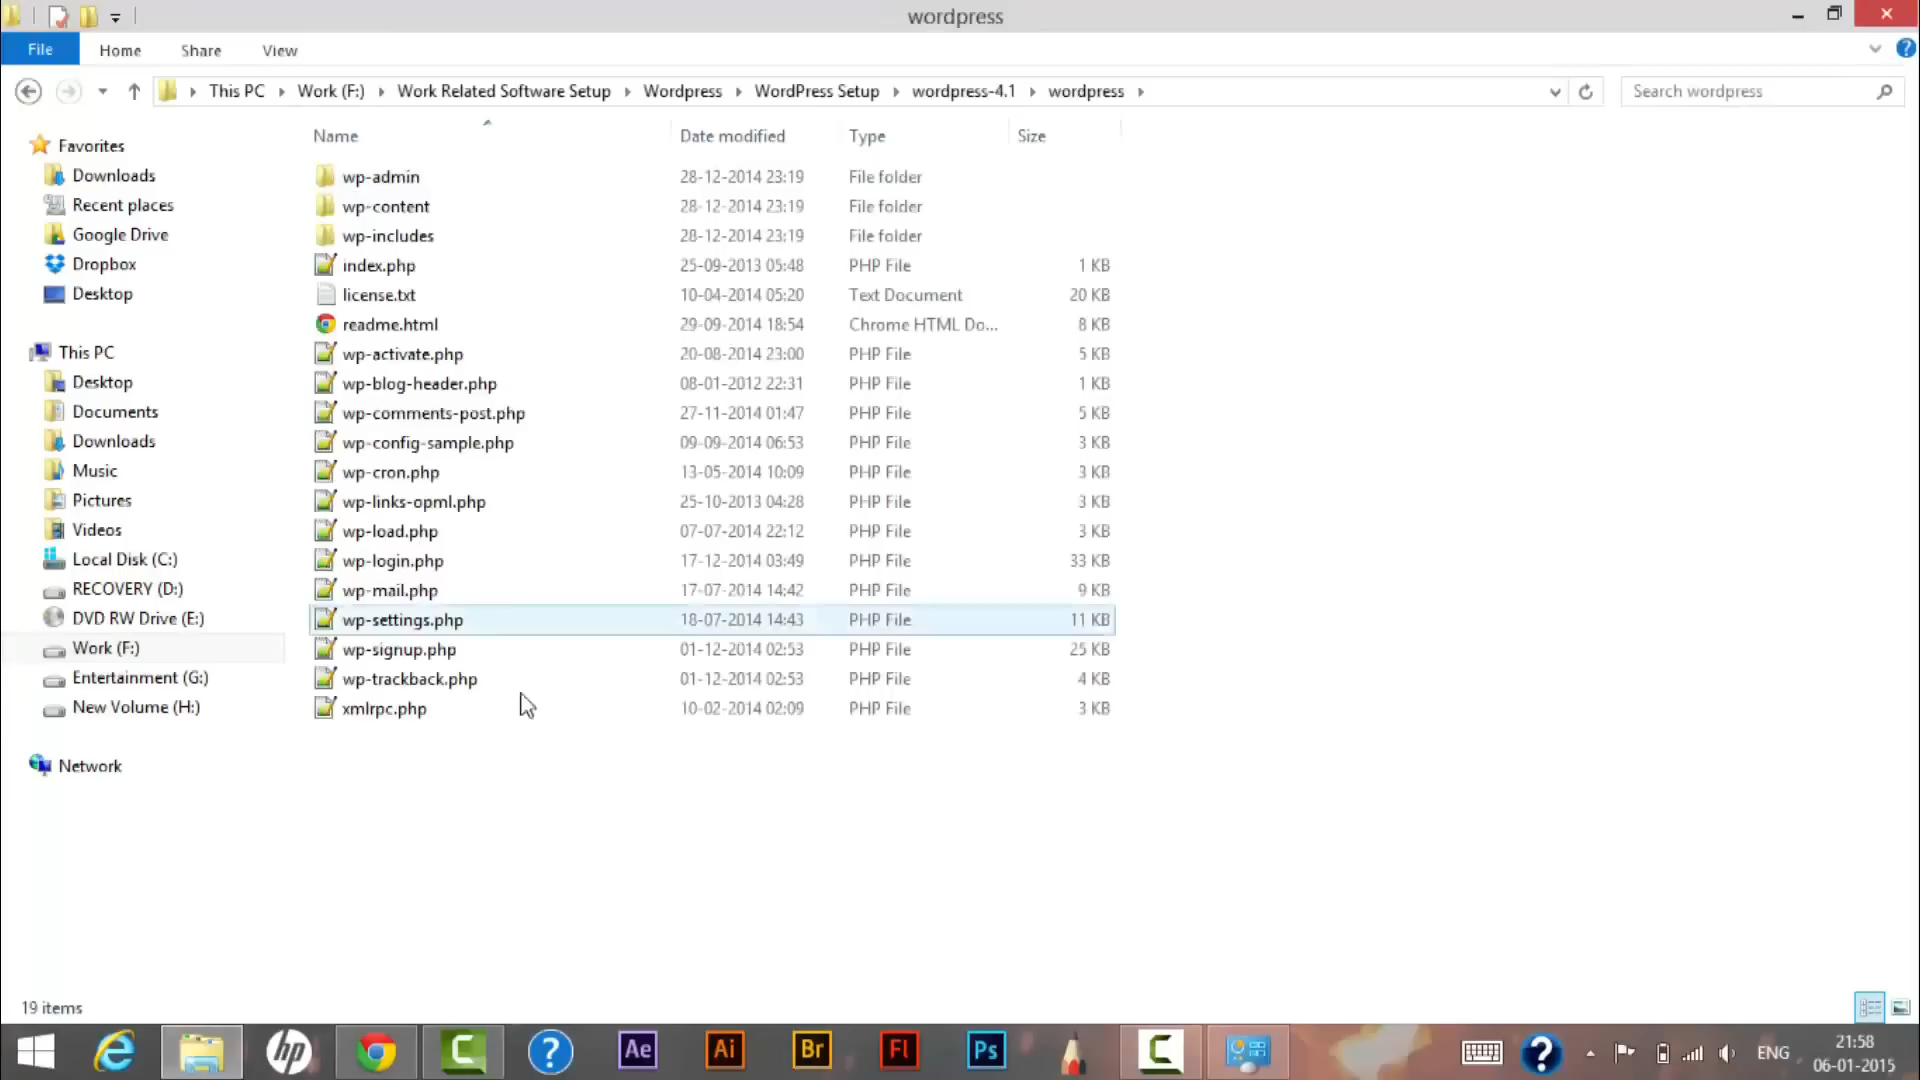 wordpress
File Home Share View
This PC Work (F:) Work Related Software Setup Wordpress WordPress Setup wordpress-4.1 wordpress
Search wordpress
Name Date modified Type Size
Favorites
Downloads
Recent places
Google Drive
Dropbox
Desktop
This PC
Desktop
Documents
Downloads
Music
Pictures
Videos
Local Disk (C:)
RECOVERY (D:)
DVD RW Drive (E:)
Work (F:)
Entertainment (G:)
New Volume (H:)
Network
wp-admin 28-12-2014 23:19 File folder
wp-content 28-12-2014 23:19 File folder
wp-includes 28-12-2014 23:19 File folder
index.php 25-09-2013 05:48 PHP File 1 KB
license.txt 10-04-2014 05:20 Text Document 20 KB
readme.html 29-09-2014 18:54 Chrome HTML Do... 8 KB
wp-activate.php 20-08-2014 23:00 PHP File 5 KB
wp-blog-header.php 08-01-2012 22:31 PHP File 1 KB
wp-comments-post.php 27-11-2014 01:47 PHP File 5 KB
wp-config-sample.php 09-09-2014 06:53 PHP File 3 KB
wp-cron.php 13-05-2014 10:09 PHP File 3 KB
wp-links-opml.php 25-10-2013 04:28 PHP File 3 KB
wp-load.php 07-07-2014 22:12 PHP File 3 KB
wp-login.php 17-12-2014 03:49 PHP File 33 KB
wp-mail.php 17-07-2014 14:42 PHP File 9 KB
wp-settings.php 18-07-2014 14:43 PHP File 11 KB
wp-signup.php 01-12-2014 02:53 PHP File 25 KB
wp-trackback.php 01-12-2014 02:53 PHP File 4 KB
xmlrpc.php 10-02-2014 02:09 PHP File 3 KB
19 items
hp C ? Ae Ai Br Fl Ps C ? ENG
21:58
06-01-2015